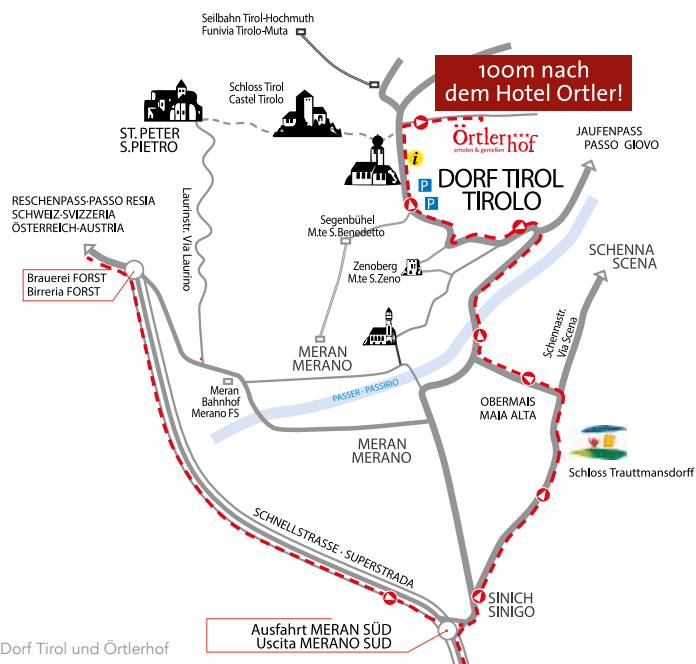 Seilbahn Tirol-Hochmuth
Funivia Tirolo-Muta
100m nach
dem Hotel Ortler!
Schloss Tirol
Castel Tirolo
ST. PETER
S.PIETRO
Örtlerhof***
erholen & genießen
i
JAUFENPASS
PASSO GIOVO
P
P
DORF TIROL
TIROLO
RESCHENPASS·PASSO RESIA
SCHWEIZ·SVIZZERA
ÖSTERREICH·AUSTRIA
Laurinstr. Via Laurino
Segenbühel
M.te S.Benedetto
Zenoberg
M.te S.Zeno
SCHENNA
SCENA
Brauerei FORST
Birreria FORST
Schennastr.
Via Scena
MERAN
MERANO
Meran
Bahnhof
Merano FS
PASSER · PASSIRIO
OBERMAIS
MAIA ALTA
MERAN
MERANO
Schloss Trauttmansdorff
SCHNELLSTRASSE · SUPERSTRADA
SINICH
SINIGO
Ausfahrt MERAN SÜD
Uscita MERANO SUD
Dorf Tirol und Örtlerhof